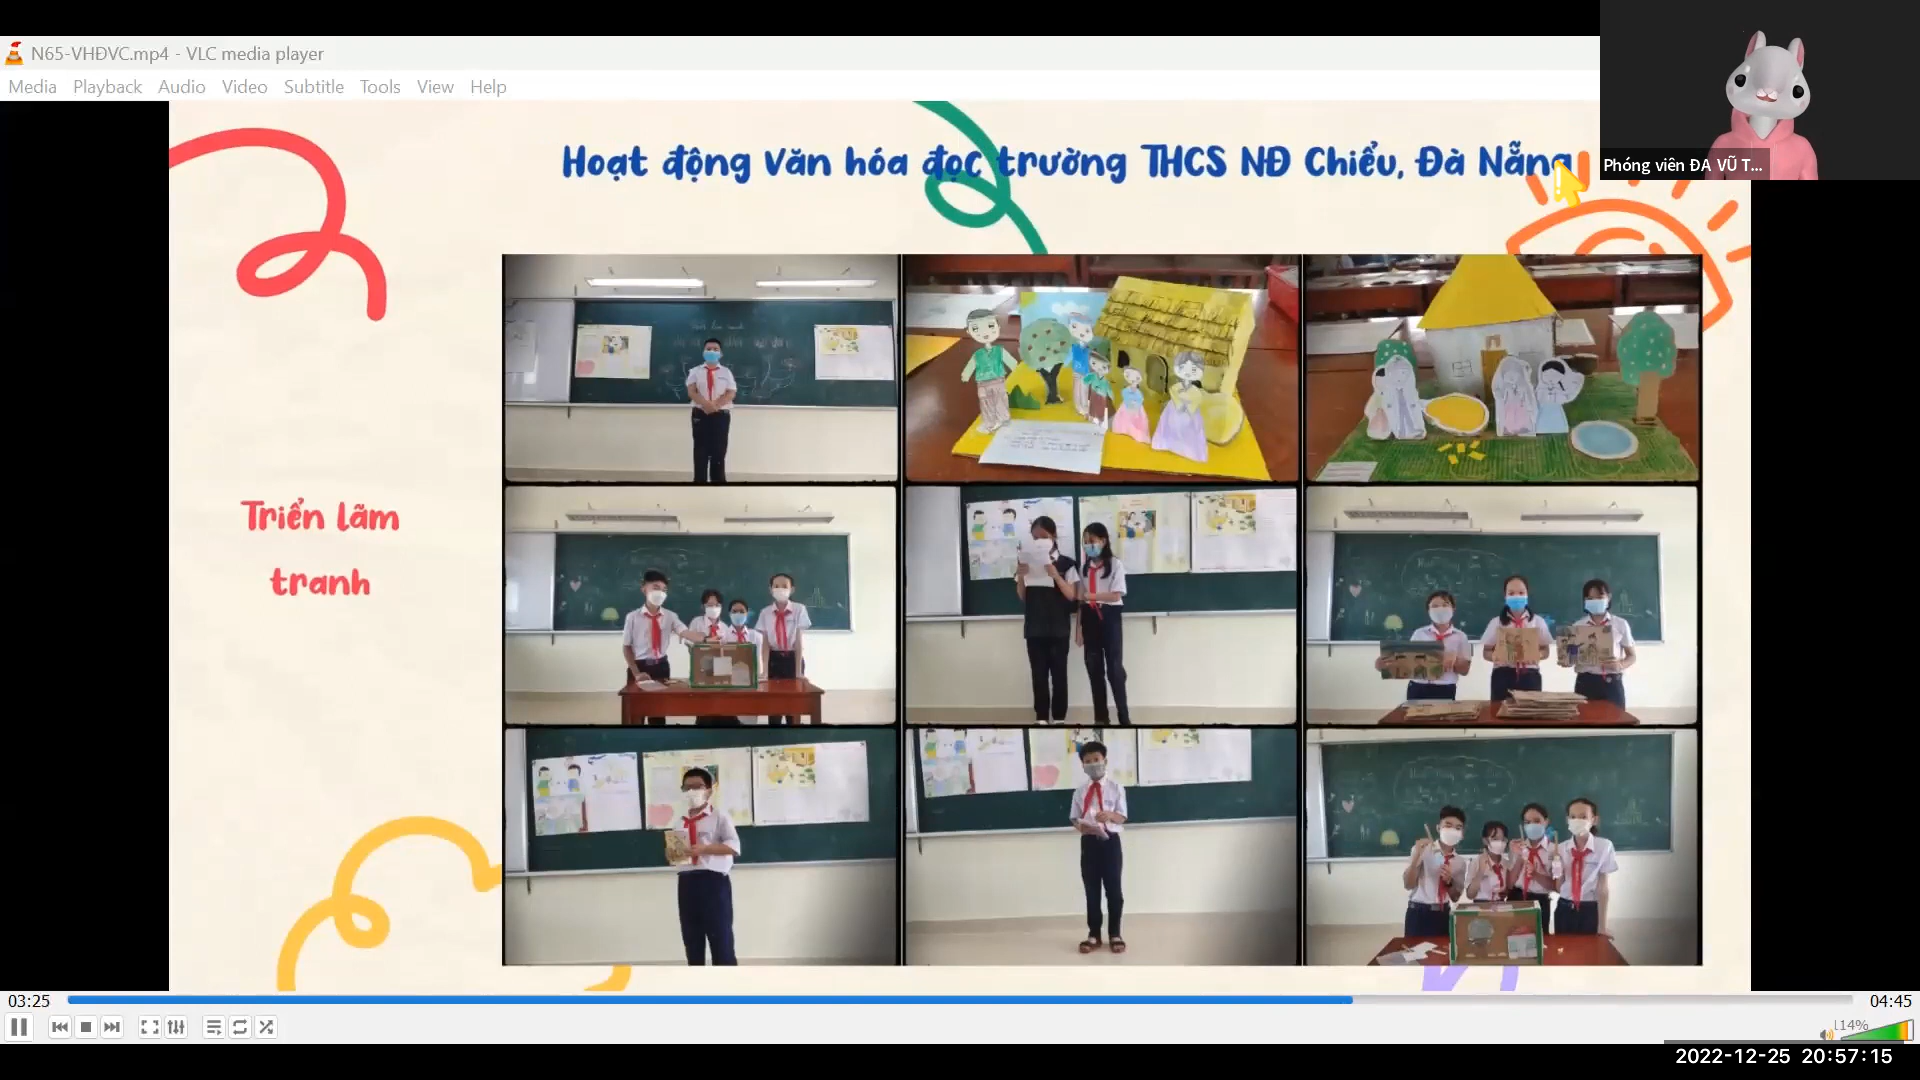 N65-VHĐVC.mp4 - VLC media player
Media Playback Audio Video Subtitle Tools View Help
Phóng viên ĐA VŨ T...
Hoạt động văn hóa đọc trường THCS NĐ Chiểu, Đà Nẵng
Triển lãm
tranh
03:25
04:45
114%
2022-12-25 20:57:15